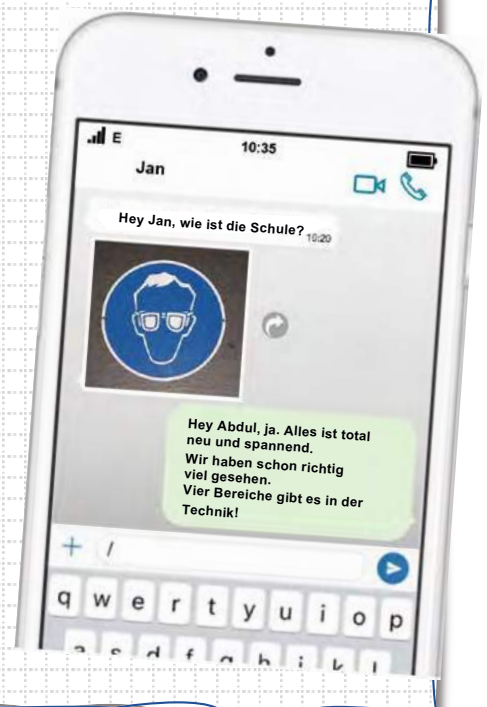 E
10:35
Jan
Hey Jan, wie ist die Schule?
10:20
Hey Abdul, ja. Alles ist total
neu und spannend.
Wir haben schon richtig
viel gesehen.
Vier Bereiche gibt es in der
Technik!
/
q w e r t y u i o p